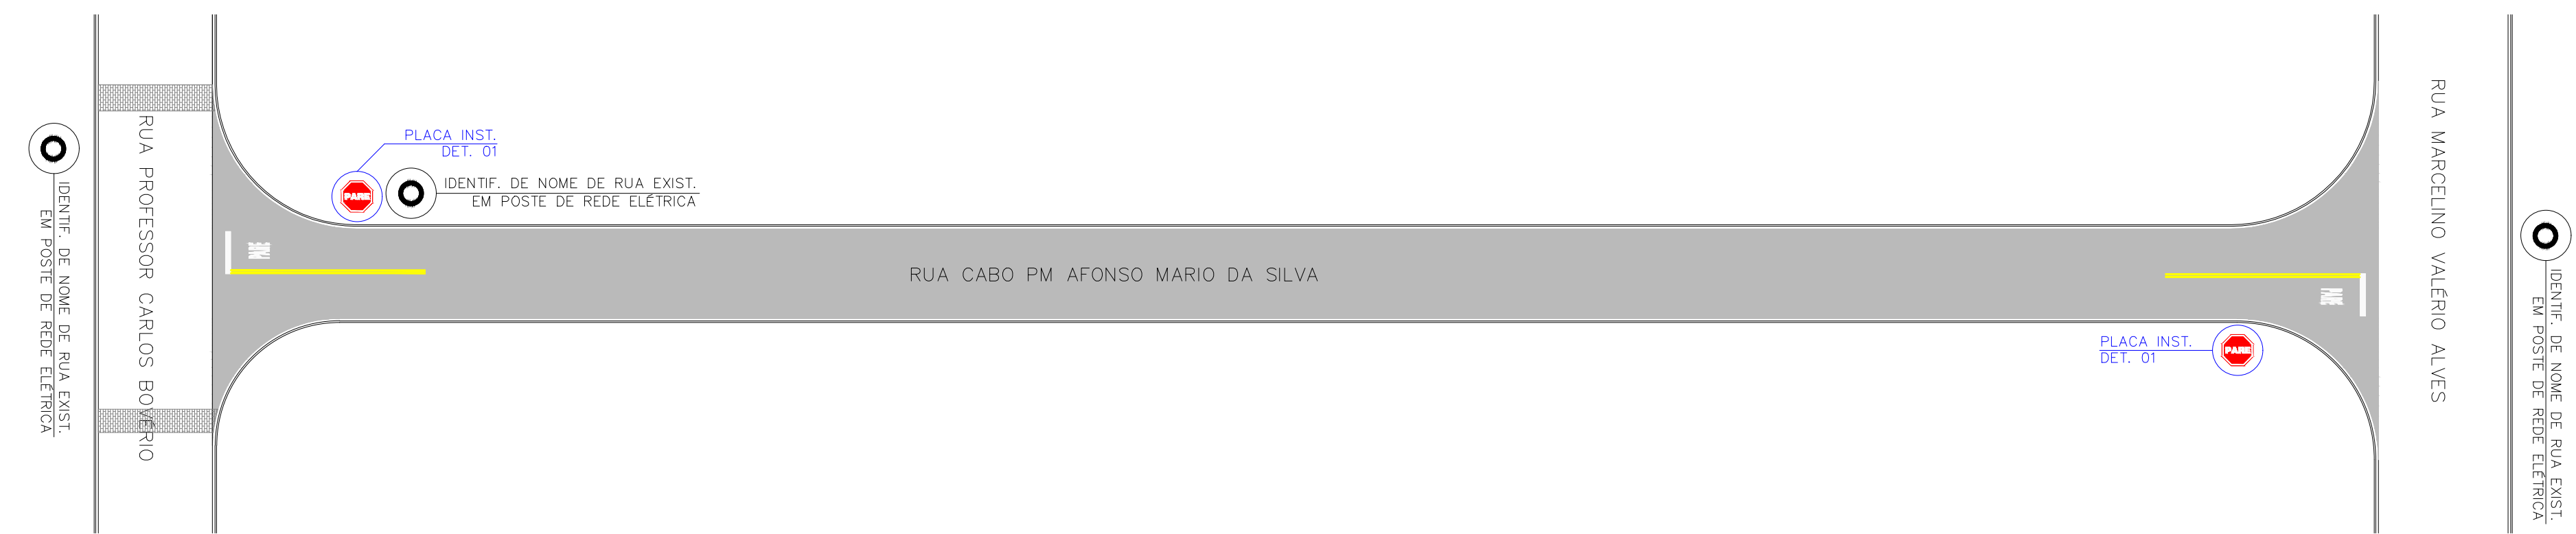 IDENTIF. DE NOME DE RUA EXIST.
EM POSTE DE REDE ELÉTRICA
RUA PROFESSOR CARLOS BOVÉRIO
PLACA INST.
DET. 01
PARE
IDENTIF. DE NOME DE RUA EXIST.
EM POSTE DE REDE ELÉTRICA
PARE
RUA CABO PM AFONSO MARIO DA SILVA
PARE
PLACA INST.
DET. 01
PARE
RUA MARCELINO VALÉRIO ALVES
IDENTIF. DE NOME DE RUA EXIST.
EM POSTE DE REDE ELÉTRICA